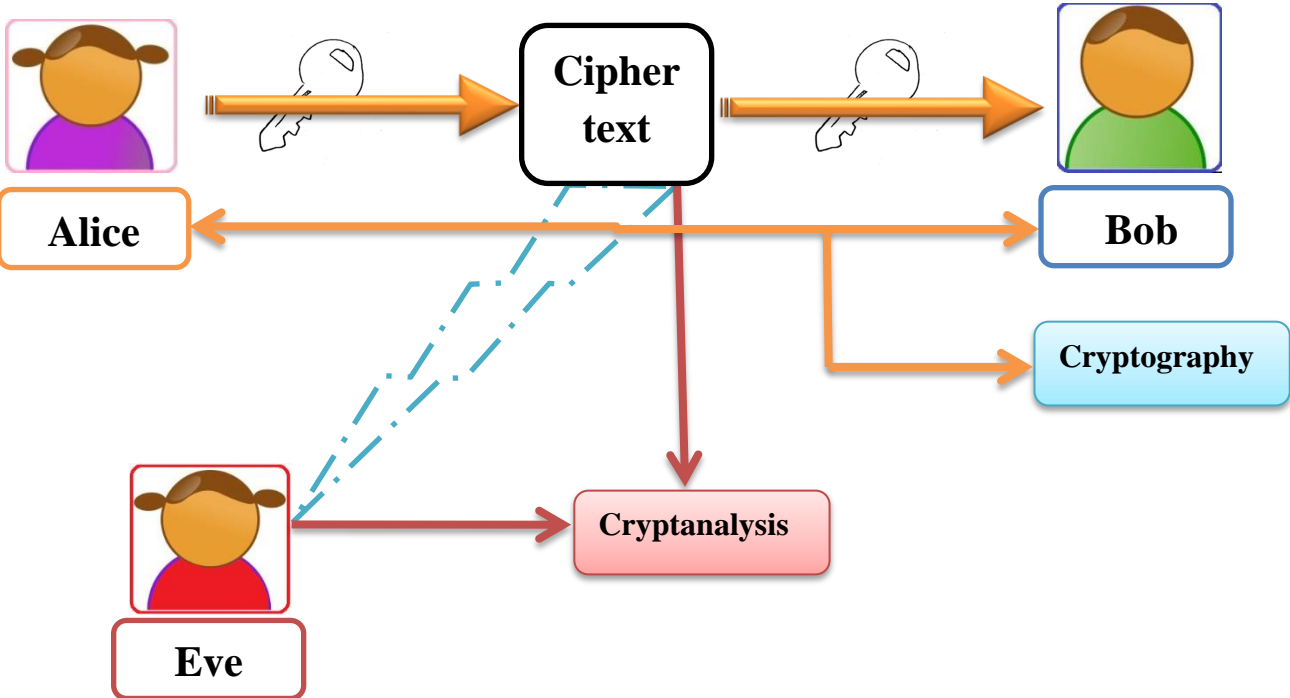 Cipher
text
Alice
Bob
Cryptography
Cryptanalysis
Eve